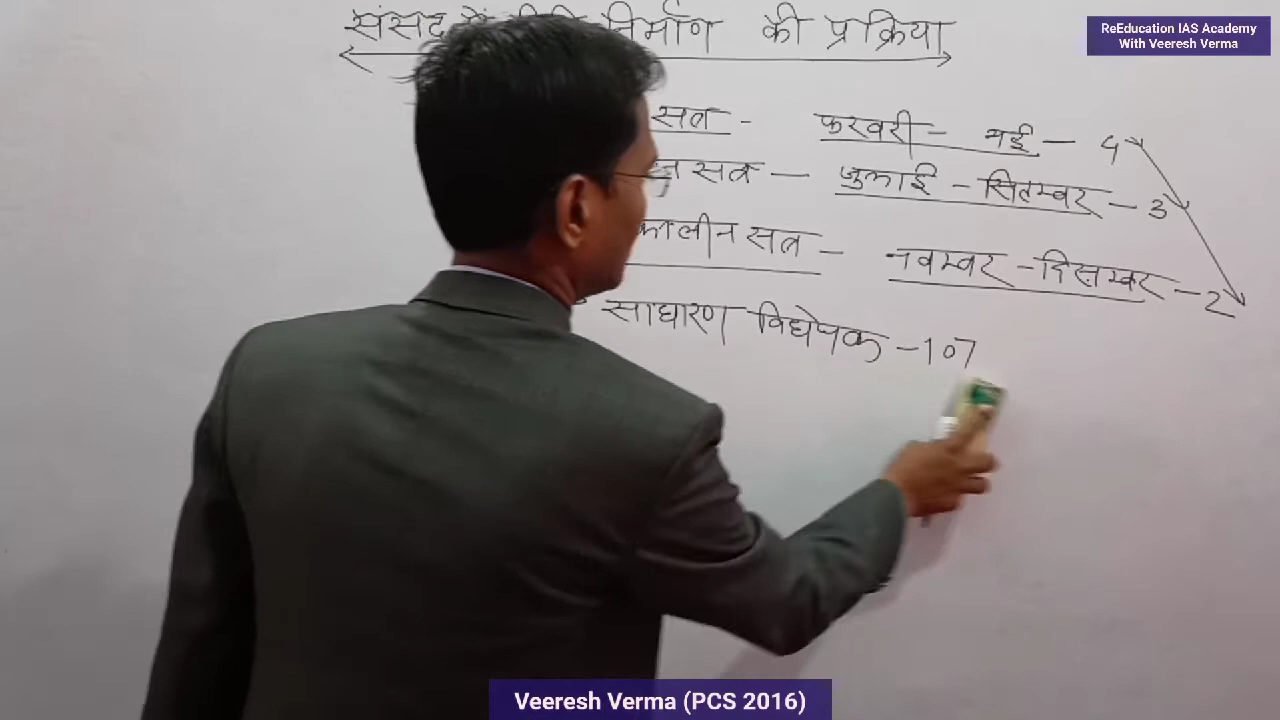 संसद निर्माण की प्रक्रिया
ReEducation IAS Academy
With Veeresh Verma
सत्र - फरवरी - मई - 4
सत्र - जुलाई - सितम्बर - 3
कालीन सत्र - नवम्बर - दिसम्बर - 2
साधारण विधेयक - 107
Veeresh Verma (PCS 2016)